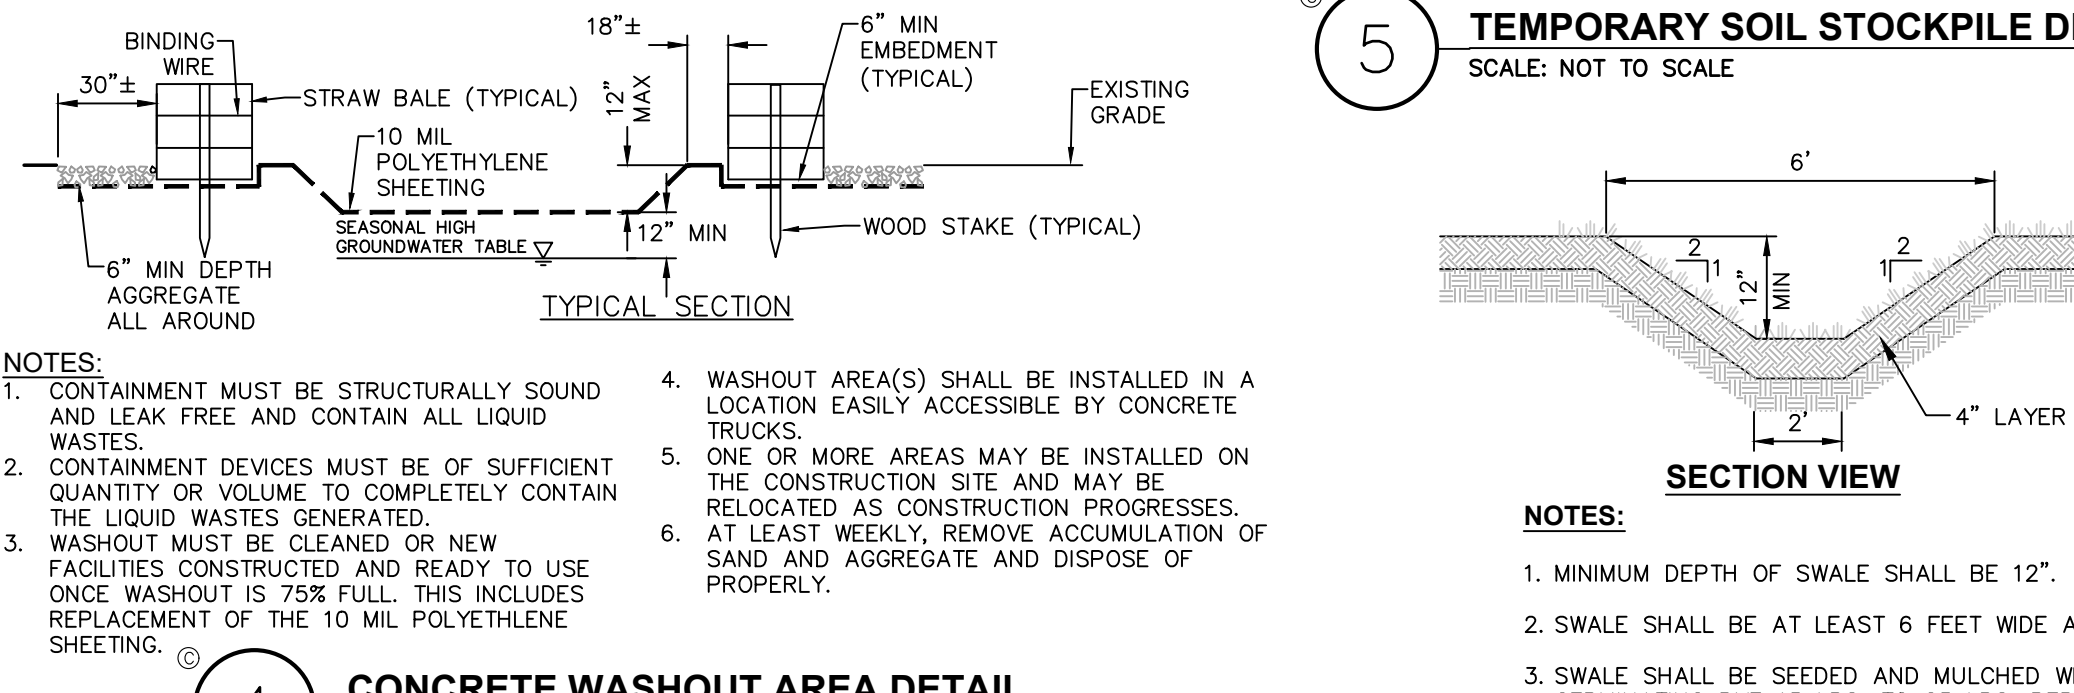 BINDING
WIRE
30"±
STRAW BALE (TYPICAL)
10 MIL
POLYETHYLENE
SHEETING
18"±
12"
MAX
6" MIN
EMBEDMENT
(TYPICAL)
EXISTING
GRADE
SEASONAL HIGH
GROUNDWATER TABLE
12" MIN
WOOD STAKE (TYPICAL)
6" MIN DEPTH
AGGREGATE
ALL AROUND
TYPICAL SECTION
NOTES:
1. CONTAINMENT MUST BE STRUCTURALLY SOUND
AND LEAK FREE AND CONTAIN ALL LIQUID
WASTES.
2. CONTAINMENT DEVICES MUST BE OF SUFFICIENT
QUANTITY OR VOLUME TO COMPLETELY CONTAIN
THE LIQUID WASTES GENERATED.
3. WASHOUT MUST BE CLEANED OR NEW
FACILITIES CONSTRUCTED AND READY TO USE
ONCE WASHOUT IS 75% FULL. THIS INCLUDES
REPLACEMENT OF THE 10 MIL POLYETHLENE
SHEETING.
4. WASHOUT AREA(S) SHALL BE INSTALLED IN A
LOCATION EASILY ACCESSIBLE BY CONCRETE
TRUCKS.
5. ONE OR MORE AREAS MAY BE INSTALLED ON
THE CONSTRUCTION SITE AND MAY BE
RELOCATED AS CONSTRUCTION PROGRESSES.
6. AT LEAST WEEKLY, REMOVE ACCUMULATION OF
SAND AND AGGREGATE AND DISPOSE OF
PROPERLY.
©
CONCRETE WASHOUT AREA DETAIL
©
5
TEMPORARY SOIL STOCKPILE
SCALE: NOT TO SCALE
6'
2
1
12"
MIN
2
1
4" LAYER
2'
SECTION VIEW
NOTES:
1. MINIMUM DEPTH OF SWALE SHALL BE 12".
2. SWALE SHALL BE AT LEAST 6 FEET WIDE
3. SWALE SHALL BE SEEDED AND MULCHED